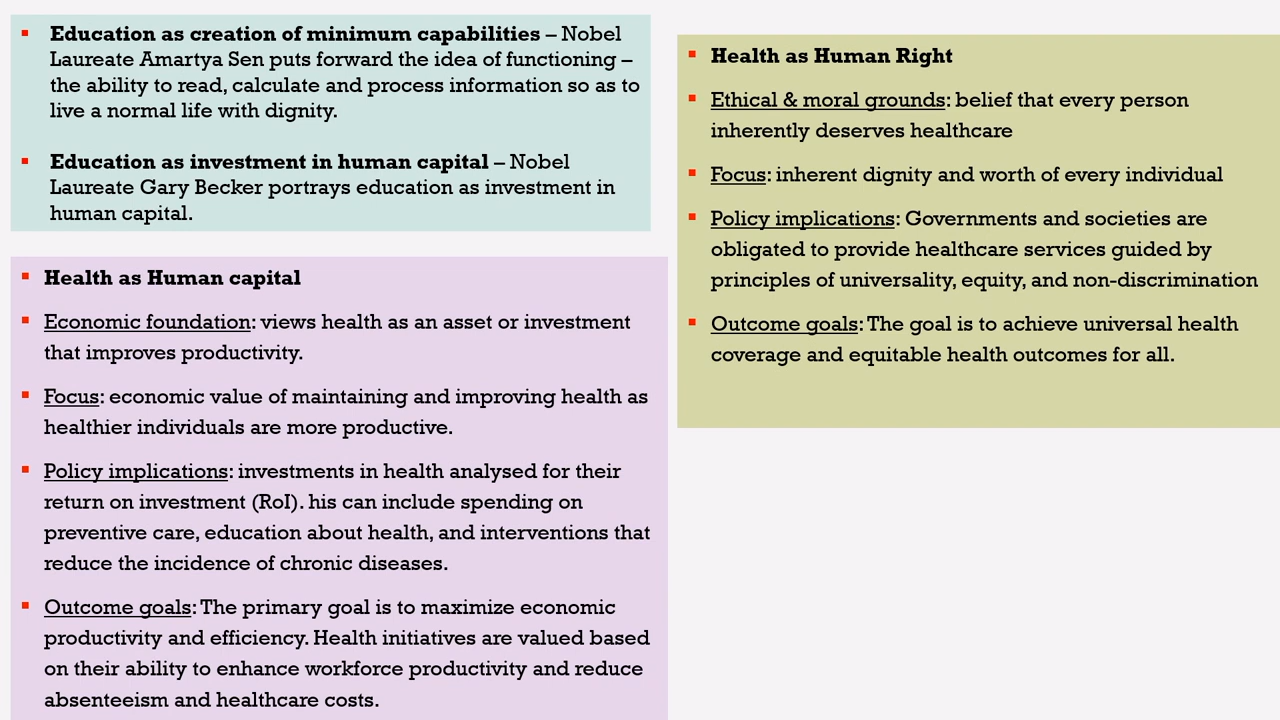 Education as creation of minimum capabilities – Nobel
Laureate Amartya Sen puts forward the idea of functioning –
the ability to read, calculate and process information so as to
live a normal life with dignity.
Education as investment in human capital – Nobel
Laureate Gary Becker portrays education as investment in
human capital.
Health as Human capital
Economic foundation: views health as an asset or investment
that improves productivity.
Focus: economic value of maintaining and improving health as
healthier individuals are more productive.
Policy implications: investments in health analysed for their
return on investment (RoI). his can include spending on
preventive care, education about health, and interventions that
reduce the incidence of chronic diseases.
Outcome goals: The primary goal is to maximize economic
productivity and efficiency. Health initiatives are valued based
on their ability to enhance workforce productivity and reduce
absenteeism and healthcare costs.
Health as Human Right
Ethical & moral grounds: belief that every person
inherently deserves healthcare
Focus: inherent dignity and worth of every individual
Policy implications: Governments and societies are
obligated to provide healthcare services guided by
principles of universality, equity, and non-discrimination
Outcome goals: The goal is to achieve universal health
coverage and equitable health outcomes for all.